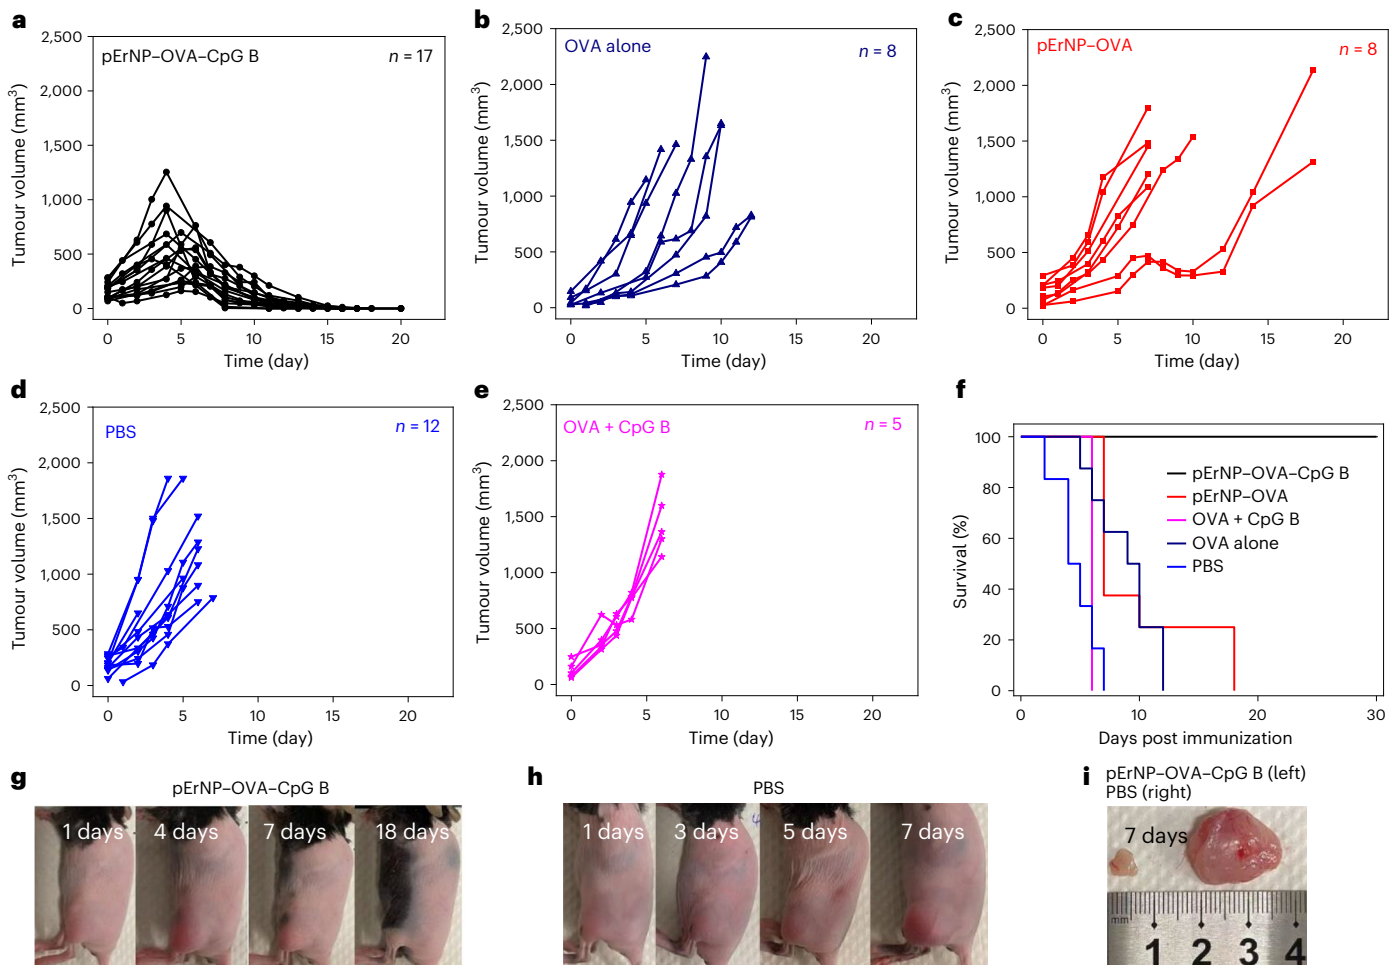 a
pErNP–OVA–CpG B
n = 17
Tumour volume (mm3)
2,500
2,000
1,500
1,000
500
0
0 5 10 15 20
Time (day)
b
OVA alone
n = 8
Tumour volume (mm3)
2,500
2,000
1,500
1,000
500
0
0 5 10 15 20
Time (day)
c
pErNP–OVA
n = 8
Tumour volume (mm3)
2,500
2,000
1,500
1,000
500
0
0 5 10 15 20
Time (day)
d
PBS
n = 12
Tumour volume (mm3)
2,500
2,000
1,500
1,000
500
0
0 5 10 15 20
Time (day)
e
OVA + CpG B
n = 5
Tumour volume (mm3)
2,500
2,000
1,500
1,000
500
0
0 5 10 15 20
Time (day)
f
Survival (%)
100
80
60
40
20
0
pErNP–OVA–CpG B
pErNP–OVA
OVA + CpG B
OVA alone
PBS
0 10 20 30
Days post immunization
g
pErNP–OVA–CpG B
1 days 4 days 7 days 18 days
h
PBS
1 days 3 days 5 days 7 days
i
pErNP–OVA–CpG B (left)
PBS (right)
7 days
mm
1 2 3 4